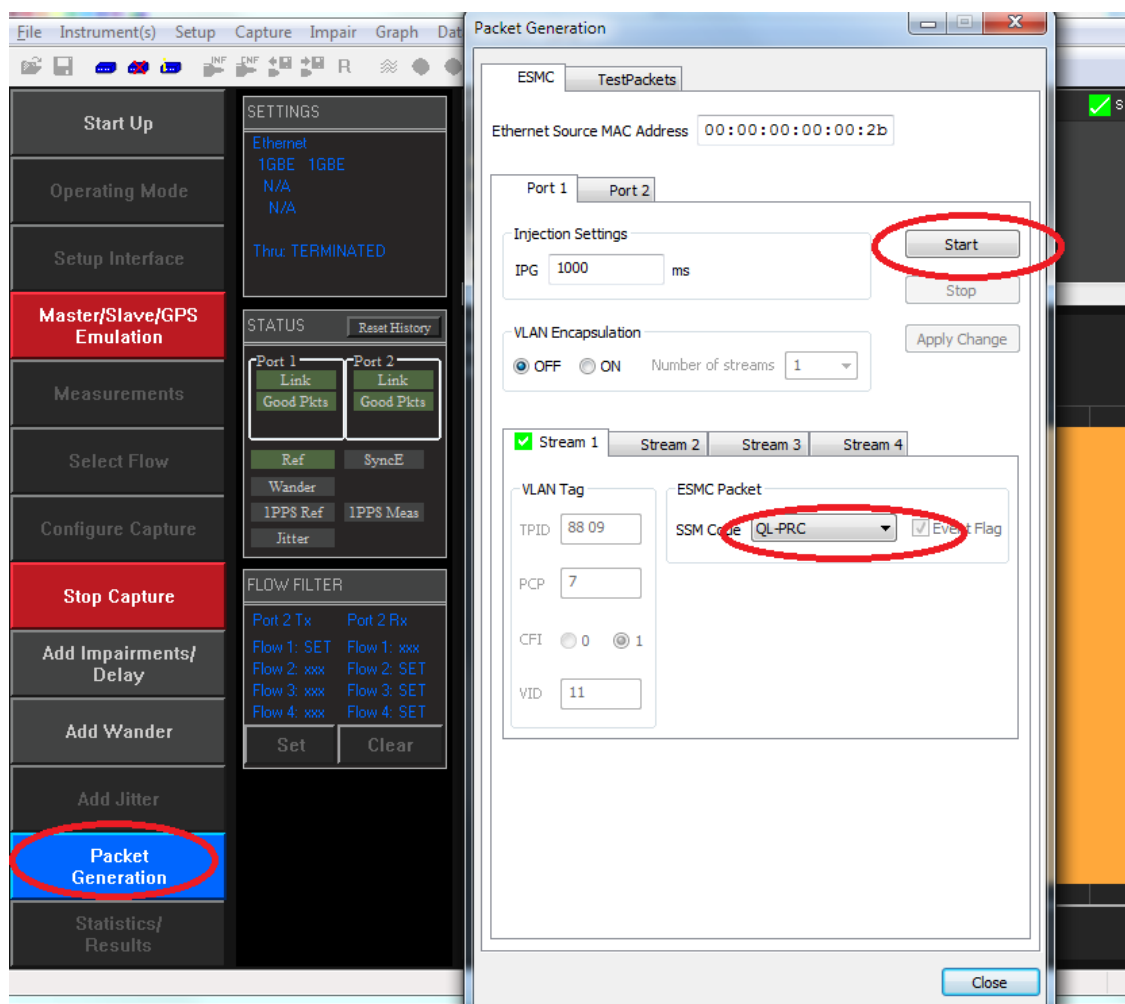 File Instrument(s) Setup Capture Impair Graph Dat
R
Start Up
Operating Mode
Setup Interface
Master/Slave/GPS
Emulation
Measurements
Select Flow
Configure Capture
Stop Capture
Add Impairments/
Delay
Add Wander
Add Jitter
Packet
Generation
Statistics/
Results
SETTINGS
Ethernet
1GBE 1GBE
N/A
N/A
Thru: TERMINATED
STATUS Reset History
Port 1 Port 2
Link Link
Good Pkts Good Pkts
Ref SyncE
Wander
1PPS Ref 1PPS Meas
Jitter
FLOW FILTER
Port 2 Tx Port 2 Rx
Flow 1: SET Flow 1: xxx
Flow 2: xxx Flow 2: SET
Flow 3: xxx Flow 3: SET
Flow 4: xxx Flow 4: SET
Set Clear
Packet Generation
ESMC TestPackets
Ethernet Source MAC Address 00:00:00:00:00:2b
Port 1 Port 2
Injection Settings
IPG 1000 ms
Start
Stop
Apply Change
VLAN Encapsulation
OFF ON Number of streams 1
Stream 1 Stream 2 Stream 3 Stream 4
VLAN Tag
TPID 88 09
PCP 7
CFI 0 1
VID 11
ESMC Packet
SSM Code QL-PRC Event Flag
Close
S